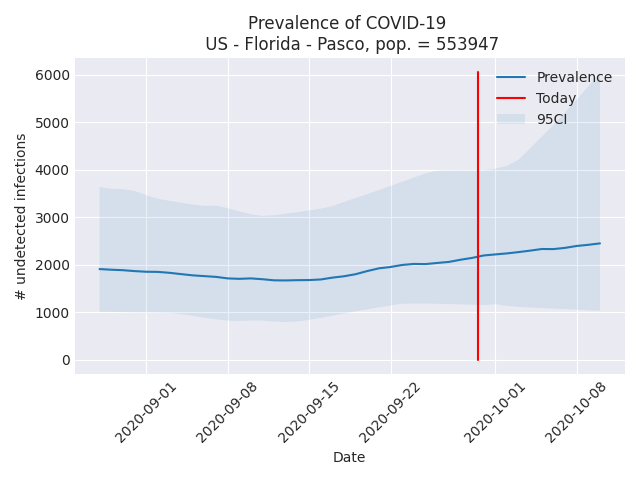 Prevalence of COVID-19
US - Florida - Pasco, pop. = 553947
Prevalence
Today
95CI
# undetected infections
6000
5000
4000
3000
2000
1000
0
2020-09-01
2020-09-08
2020-09-15
2020-09-22
2020-10-01
2020-10-08
Date